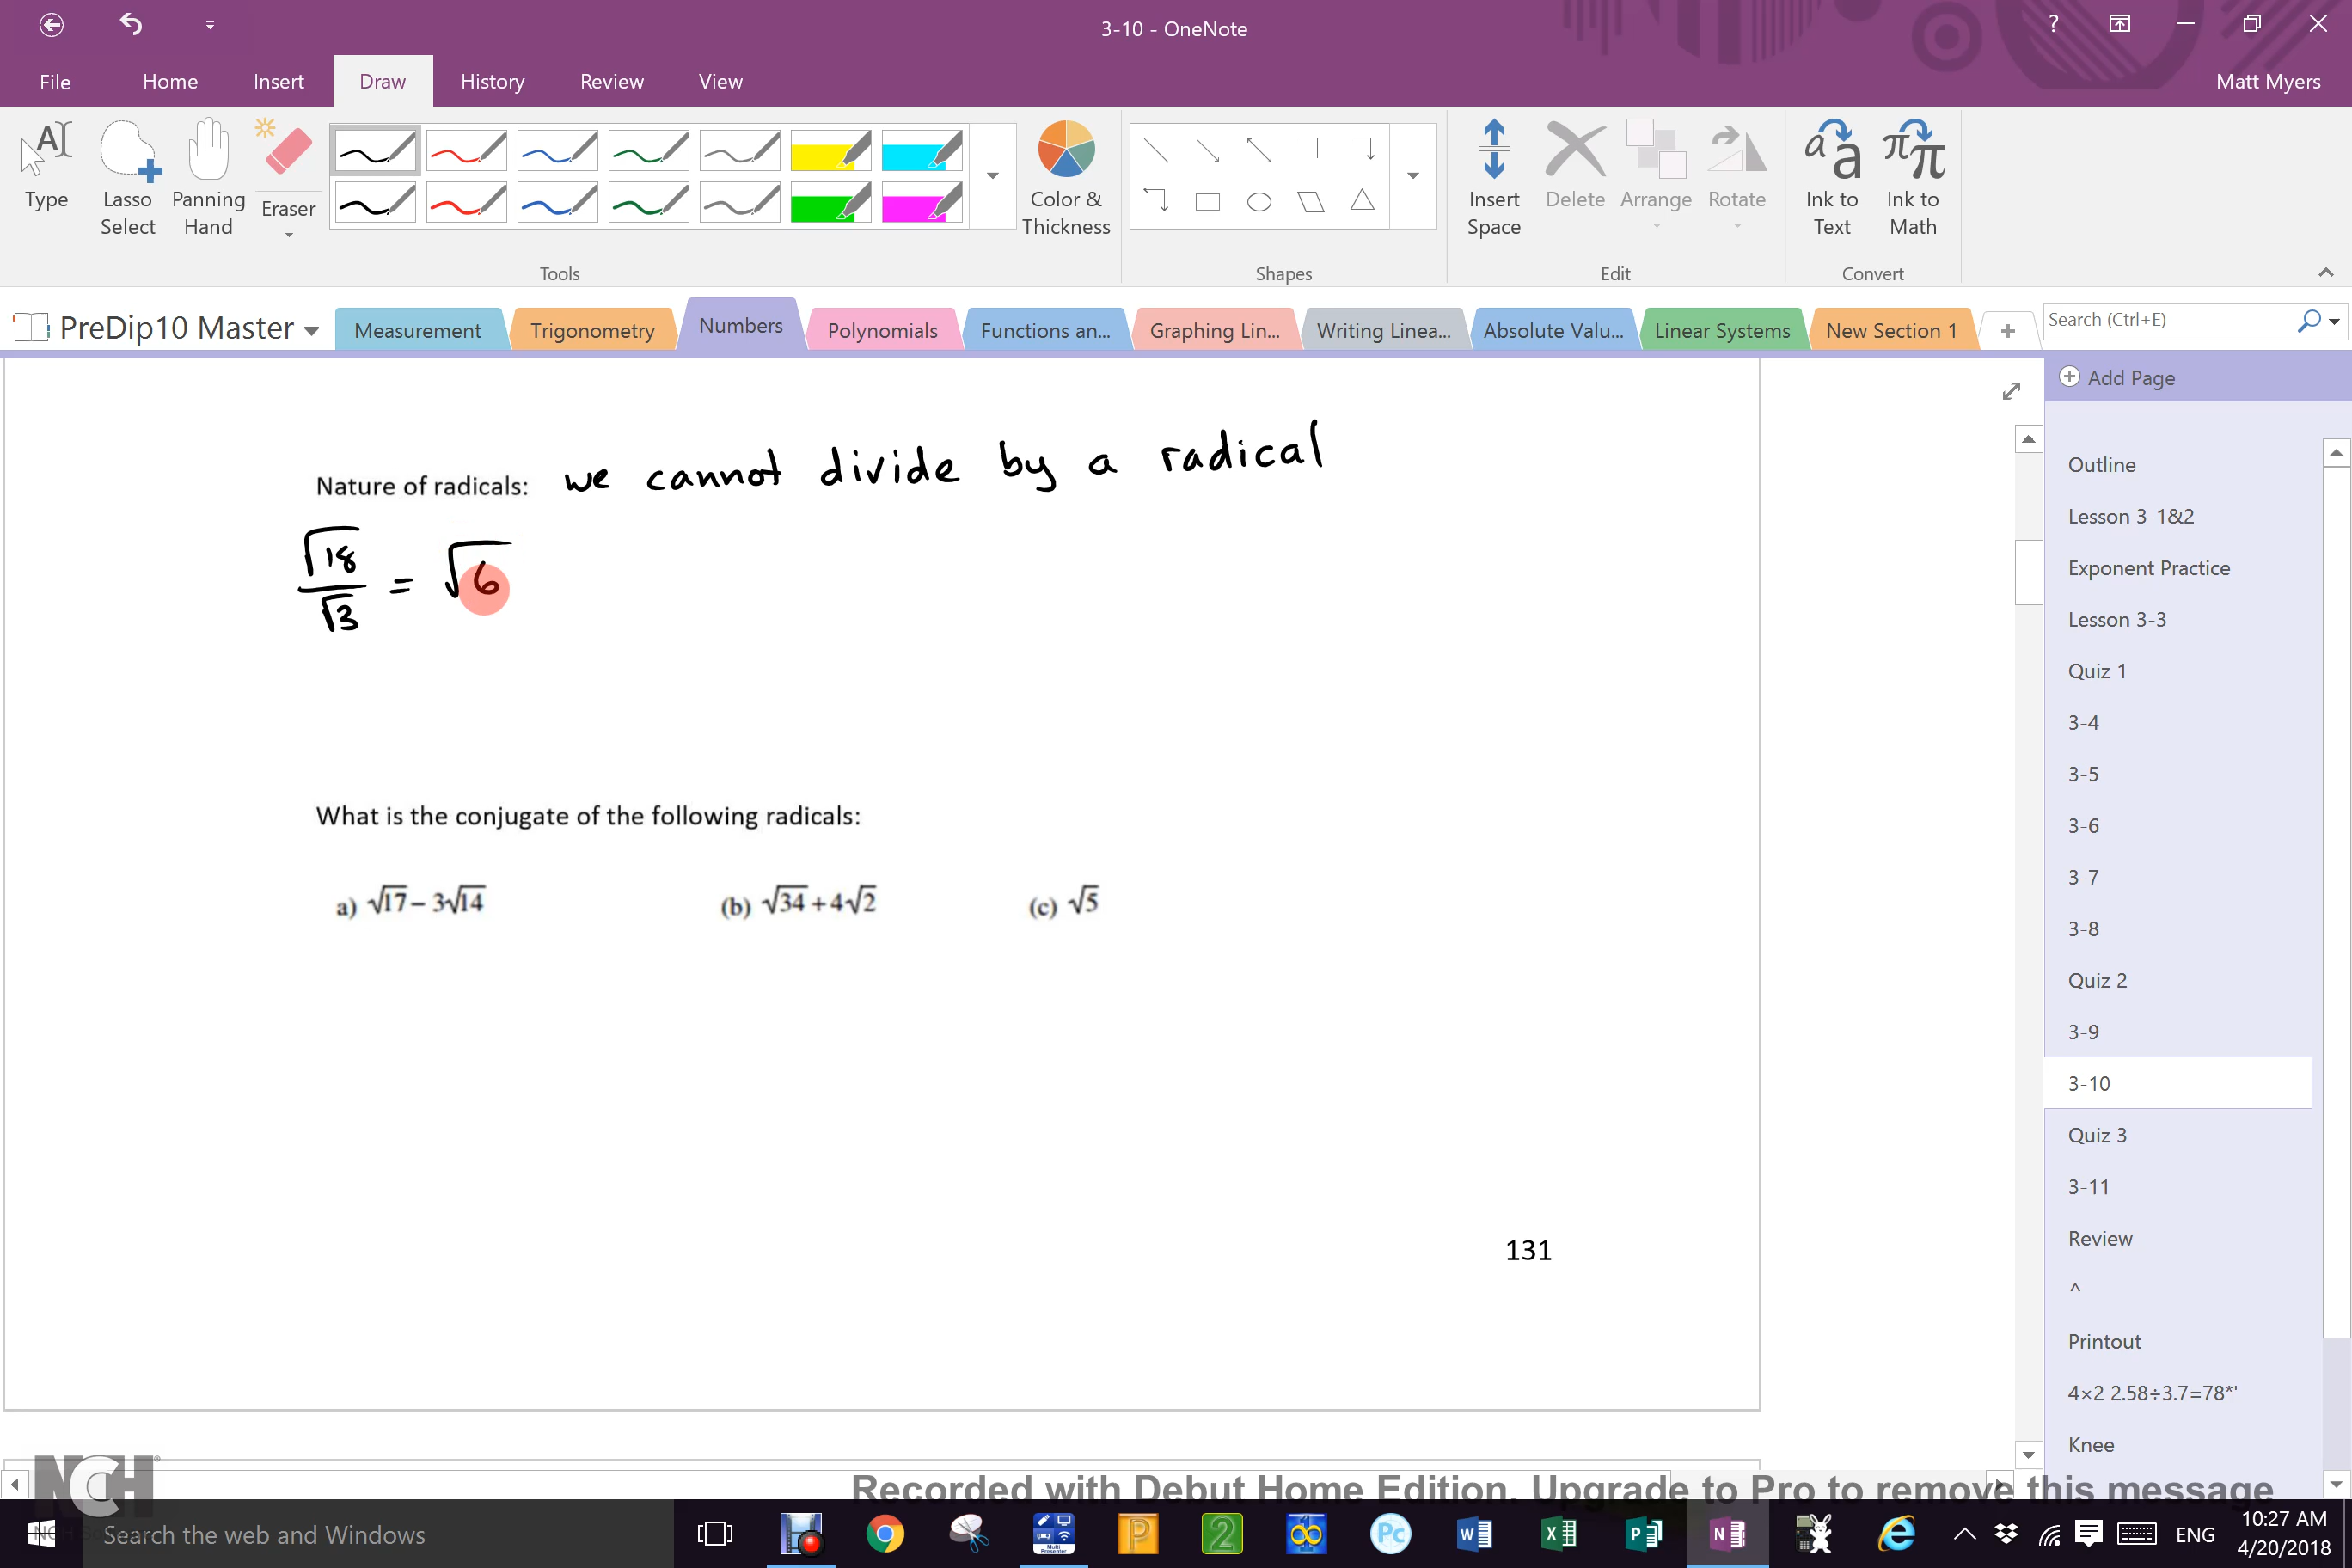 3-10 - OneNote
?
File Home Insert Draw History Review View
Matt Myers
Type
Lasso Select
Panning Hand
Eraser
Color & Thickness
Insert Space
Delete
Arrange
Rotate
Ink to Text
Ink to Math
Tools
Shapes
Edit
Convert
PreDip10 Master
Measurement
Trigonometry
Numbers
Polynomials
Functions an...
Graphing Lin...
Writing Linea...
Absolute Valu...
Linear Systems
New Section 1
+
Search (Ctrl+E)
Add Page
Nature of radicals: we cannot divide by a radical
√18/√3 = √6
What is the conjugate of the following radicals:
a) √17 – 3√14 (b) √34 + 4√2 (c) √5
131
Outline
Lesson 3-1&2
Exponent Practice
Lesson 3-3
Quiz 1
3-4
3-5
3-6
3-7
3-8
Quiz 2
3-9
3-10
Quiz 3
3-11
Review
^
Printout
4×2 2.58÷3.7=78*'
Knee
NCH
Recorded with Debut Home Edition. Upgrade to Pro to remove this message
Search the web and Windows
ENG
10:27 AM
4/20/2018